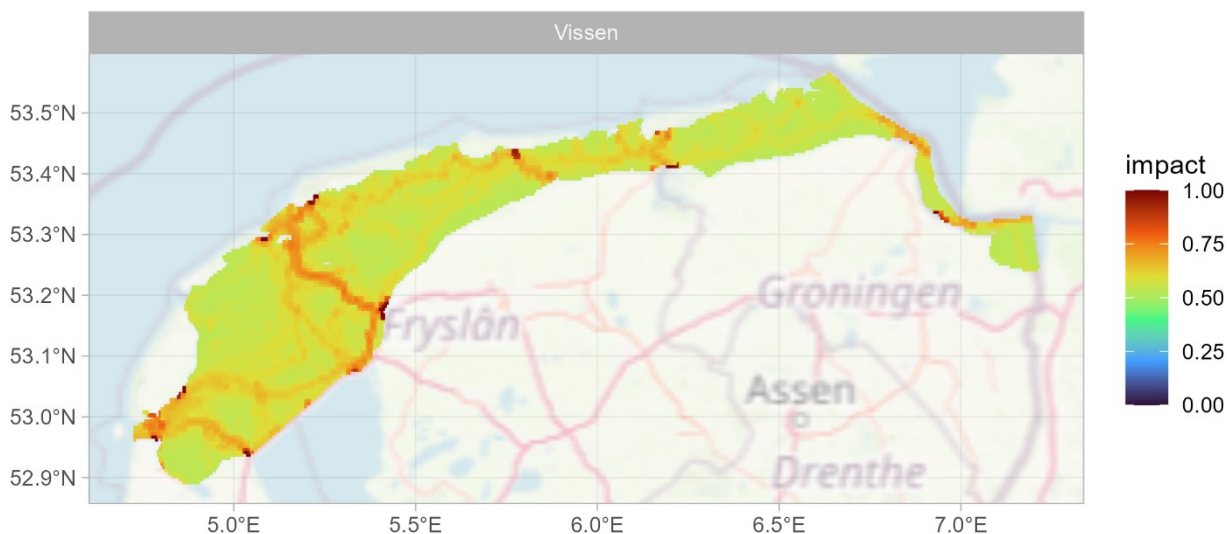 Vissen
53.5°N
53.4°N
53.3°N
53.2°N
53.1°N
53.0°N
52.9°N
5.0°E
5.5°E
6.0°E
6.5°E
7.0°E
Fryslân
Groningen
Assen
Drenthe
impact
1.00
0.75
0.50
0.25
0.00